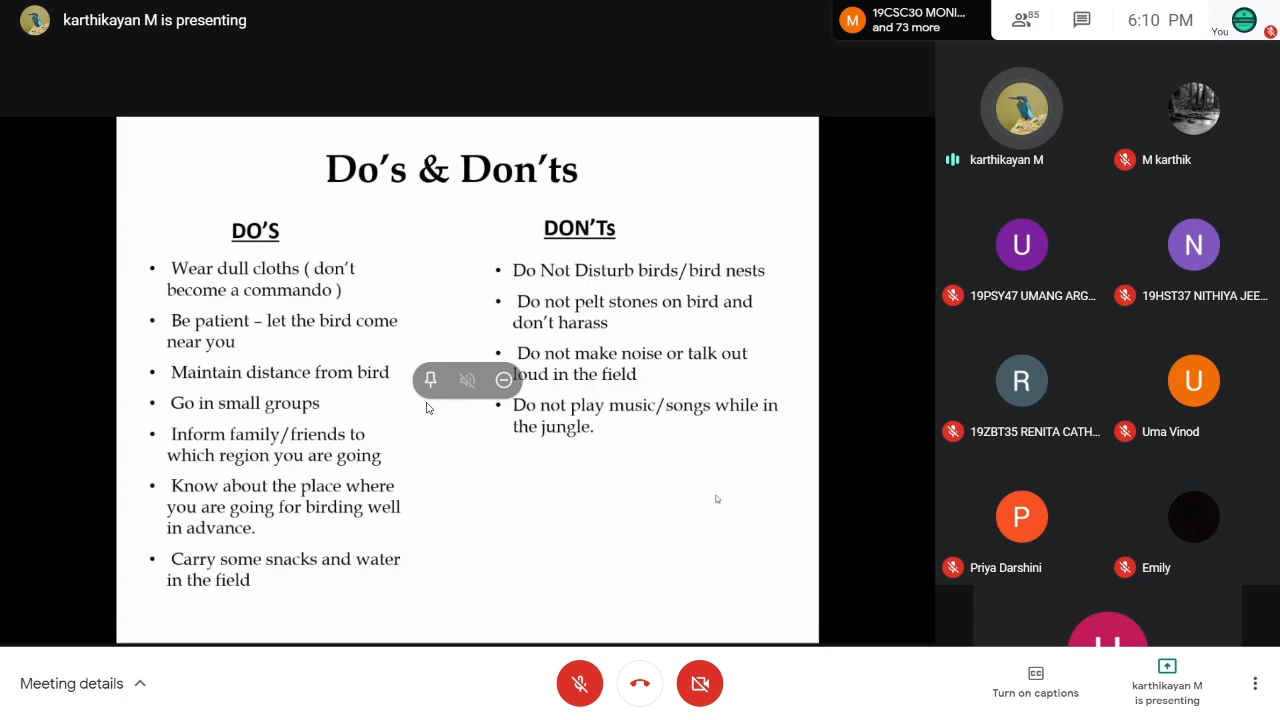 karthikayan M is presenting
19CSC30 MONI...
and 73 more
85
6:10 PM
You
Do's & Don'ts
DO'S
• Wear dull cloths ( don't
become a commando )
• Be patient – let the bird come
near you
• Maintain distance from bird
• Go in small groups
• Inform family/friends to
which region you are going
• Know about the place where
you are going for birding well
in advance.
• Carry some snacks and water
in the field
DON'Ts
• Do Not Disturb birds/bird nests
• Do not pelt stones on bird and
don't harass
• Do not make noise or talk out
loud in the field
• Do not play music/songs while in
the jungle.
karthikayan M
M karthik
U
N
19PSY47 UMANG ARG...
19HST37 NITHIYA JEE...
R
U
19ZBT35 RENITA CATH...
Uma Vinod
P
Priya Darshini
Emily
Meeting details
CC
Turn on captions
karthikayan M
is presenting
M